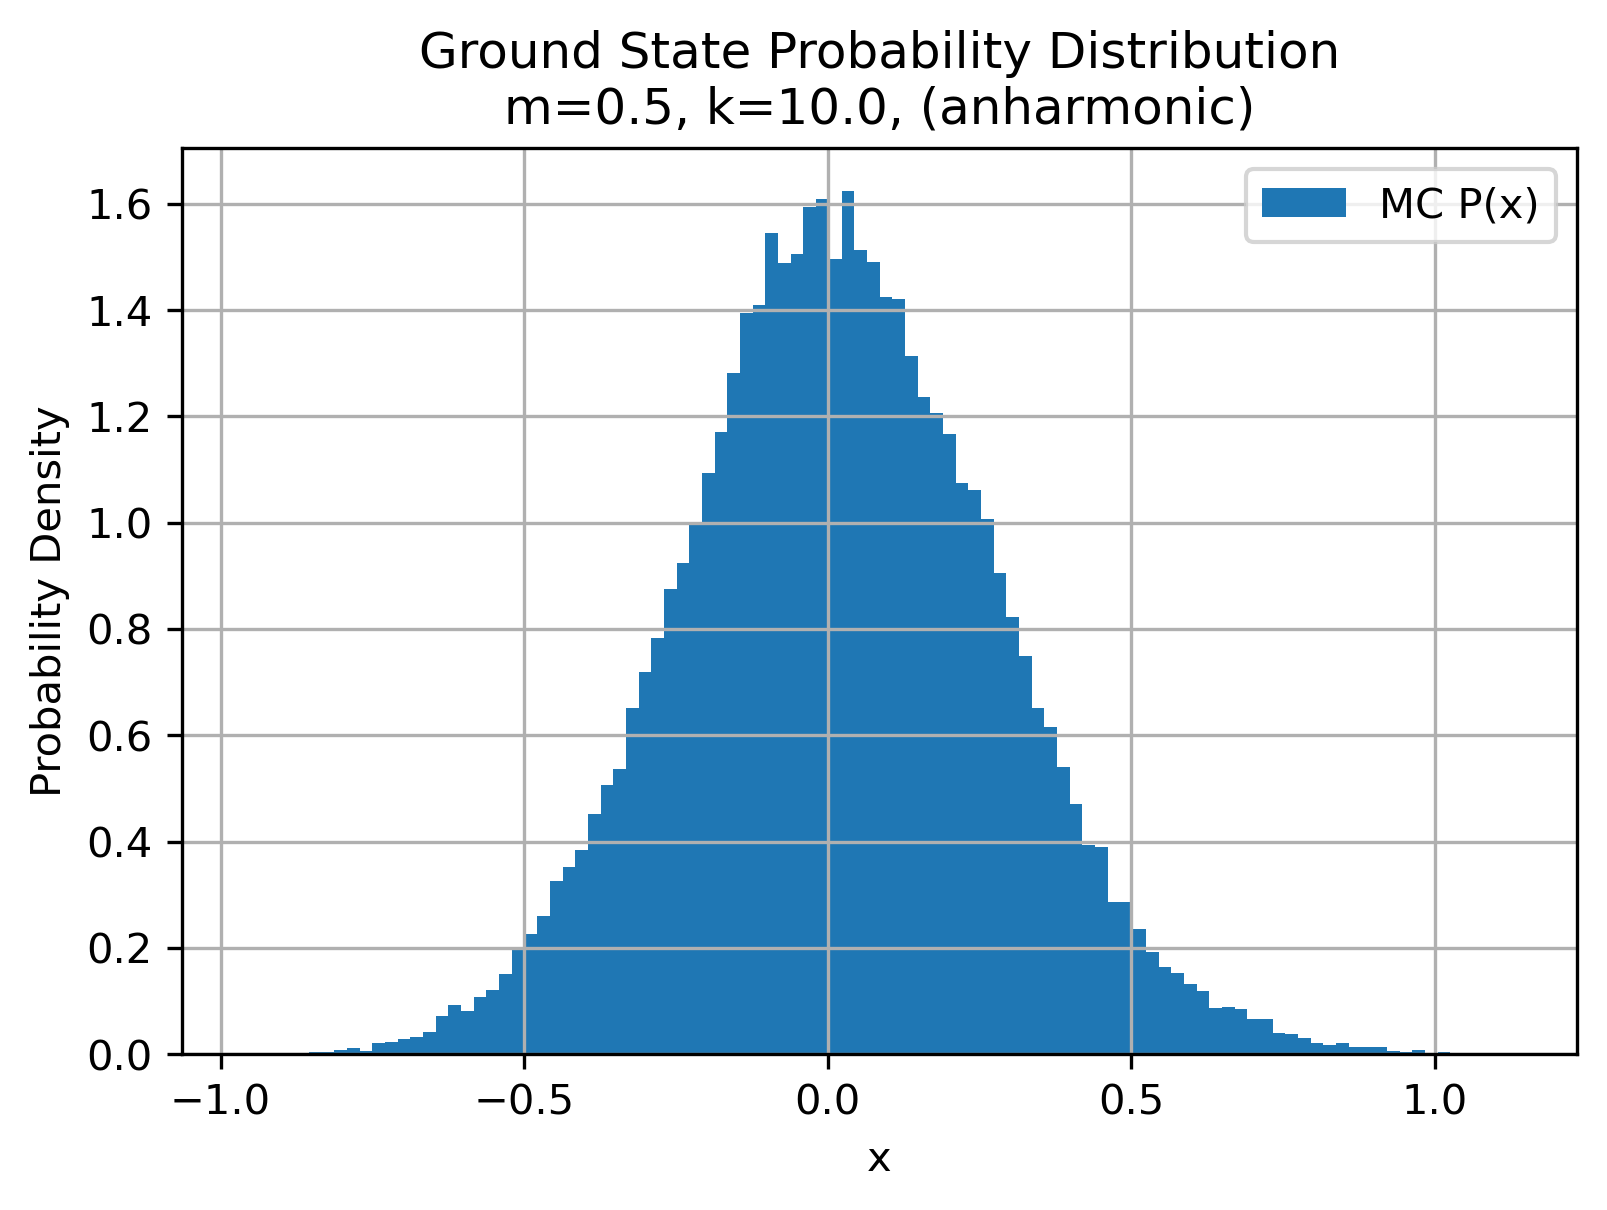 Ground State Probability Distribution
m=0.5, k=10.0, (anharmonic)
MC P(x)
Probability Density
1.6
1.4
1.2
1.0
0.8
0.6
0.4
0.2
0.0
−1.0
−0.5
0.0
0.5
1.0
x